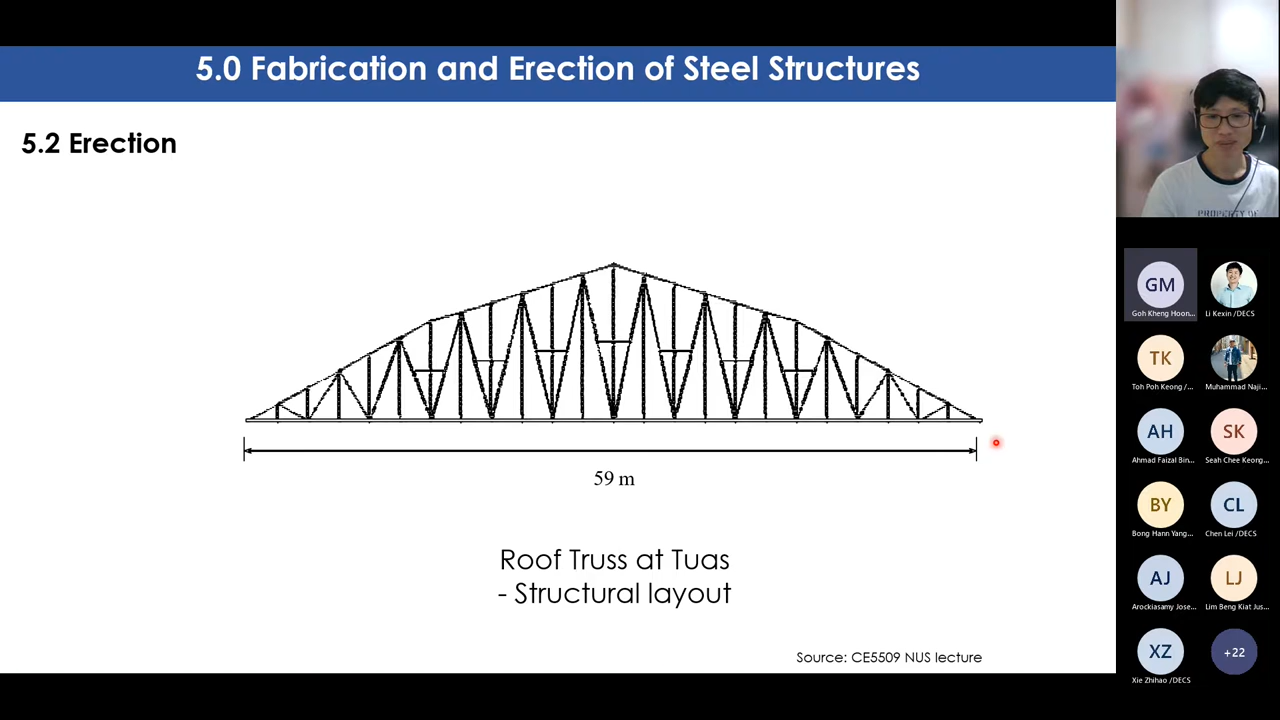 5.0 Fabrication and Erection of Steel Structures
5.2 Erection
59 m
Roof Truss at Tuas
- Structural layout
Source: CE5509 NUS lecture
PROPERTY OF
GM
Goh Kheng Hoon...
Li Kexin /DECS
TK
Toh Poh Keong /...
Muhammad Naji...
AH
Ahmad Faizal Bin...
SK
Seah Chee Keong...
BY
Bong Hann Yang...
CL
Chen Lei /DECS
AJ
Arockiasamy Jose...
LJ
Lim Beng Kiat Jus...
XZ
Xie Zhihao /DECS
+22